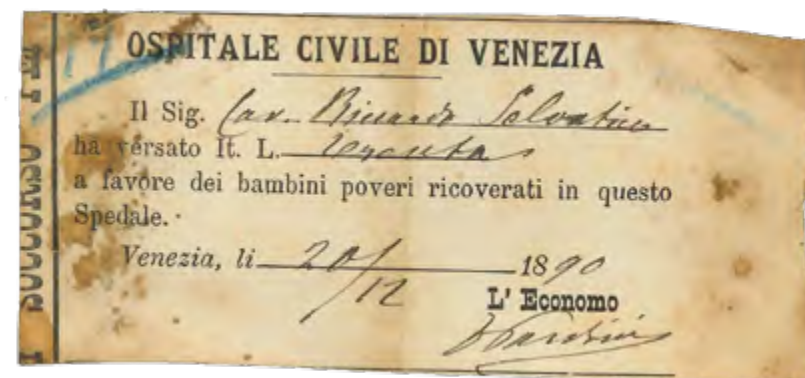 OSPITALE CIVILE DI VENEZIA
Il Sig. Cav. Riccardo Salvatico
ha versato It. L.
a favore dei bambini poveri ricoverati in questo
Spedale.
Venezia, li 20/12 1890
L' Economo
SOCCORSO